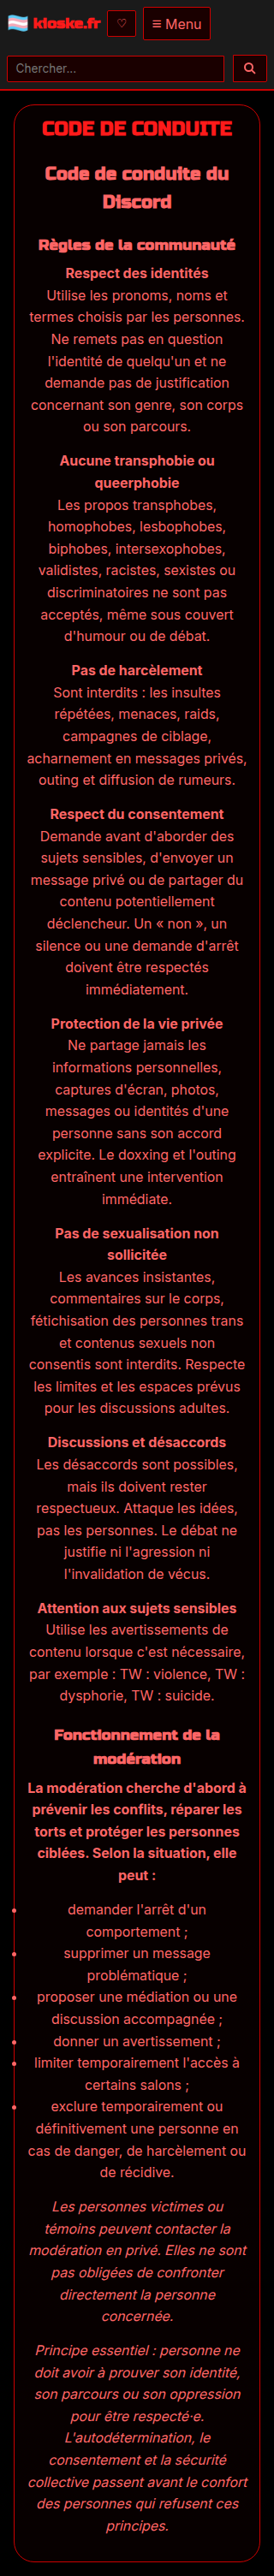 kloske.fr ♡ ≡ Menu
Chercher...
CODE DE CONDUITE
Code de conduite du
Discord
Règles de la communauté
Respect des identités
Utilise les pronoms, noms et
termes choisis par les personnes.
Ne remets pas en question
l'identité de quelqu'un et ne
demande pas de justification
concernant son genre, son corps
ou son parcours.
Aucune transphobie ou
queerphobie
Les propos transphobes,
homophobes, lesbophobes,
biphobes, intersexophobes,
validistes, racistes, sexistes ou
discriminatoires ne sont pas
acceptés, même sous couvert
d'humour ou de débat.
Pas de harcèlement
Sont interdits : les insultes
répétées, menaces, raids,
campagnes de ciblage,
acharnement en messages privés,
outing et diffusion de rumeurs.
Respect du consentement
Demande avant d'aborder des
sujets sensibles, d'envoyer un
message privé ou de partager du
contenu potentiellement
déclencheur. Un « non », un
silence ou une demande d'arrêt
doivent être respectés
immédiatement.
Protection de la vie privée
Ne partage jamais les
informations personnelles,
captures d'écran, photos,
messages ou identités d'une
personne sans son accord
explicite. Le doxxing et l'outing
entraînent une intervention
immédiate.
Pas de sexualisation non
sollicitée
Les avances insistantes,
commentaires sur le corps,
fétichisation des personnes trans
et contenus sexuels non
consentis sont interdits. Respecte
les limites et les espaces prévus
pour les discussions adultes.
Discussions et désaccords
Les désaccords sont possibles,
mais ils doivent rester
respectueux. Attaque les idées,
pas les personnes. Le débat ne
justifie ni l'agression ni
l'invalidation de vécus.
Attention aux sujets sensibles
Utilise les avertissements de
contenu lorsque c'est nécessaire,
par exemple : TW : violence, TW :
dysphorie, TW : suicide.
Fonctionnement de la
modération
La modération cherche d'abord à
prévenir les conflits, réparer les
torts et protéger les personnes
ciblées. Selon la situation, elle
peut :
• demander l'arrêt d'un
comportement ;
• supprimer un message
problématique ;
• proposer une médiation ou une
discussion accompagnée ;
• donner un avertissement ;
• limiter temporairement l'accès à
certains salons ;
• exclure temporairement ou
définitivement une personne en
cas de danger, de harcèlement ou
de récidive.
Les personnes victimes ou
témoins peuvent contacter la
modération en privé. Elles ne sont
pas obligées de confronter
directement la personne
concernée.
Principe essentiel : personne ne
doit avoir à prouver son identité,
son parcours ou son oppression
pour être respecté·e.
L'autodétermination, le
consentement et la sécurité
collective passent avant le confort
des personnes qui refusent ces
principes.